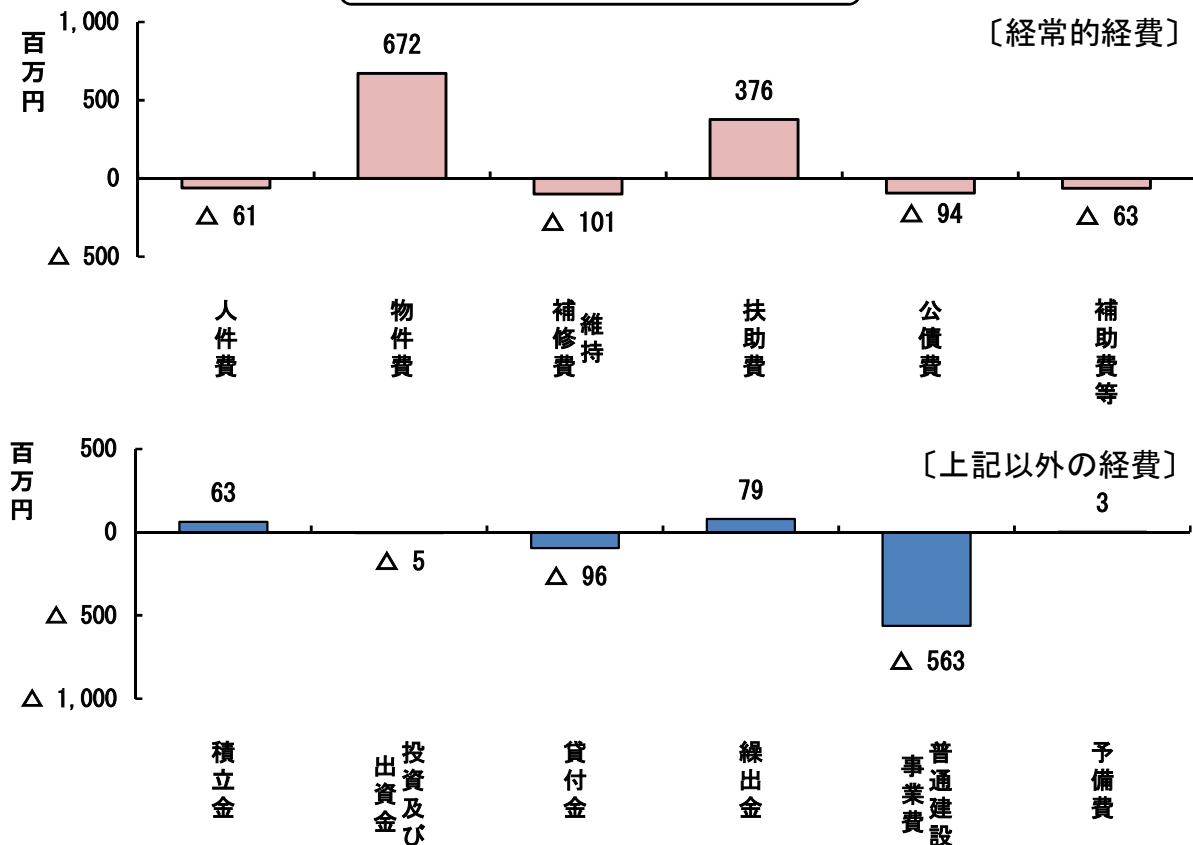 〔経常的経費〕
百万円
1,000
500
0
△ 500
△ 61
672
△ 101
376
△ 94
△ 63
人件費
物件費
維持
補修費
扶助費
公債費
補助費等
〔上記以外の経費〕
百万円
500
0
△ 500
△ 1,000
63
△ 5
△ 96
79
△ 563
3
積立金
投資及び
出資金
貸付金
繰出金
普通建設
事業費
予備費